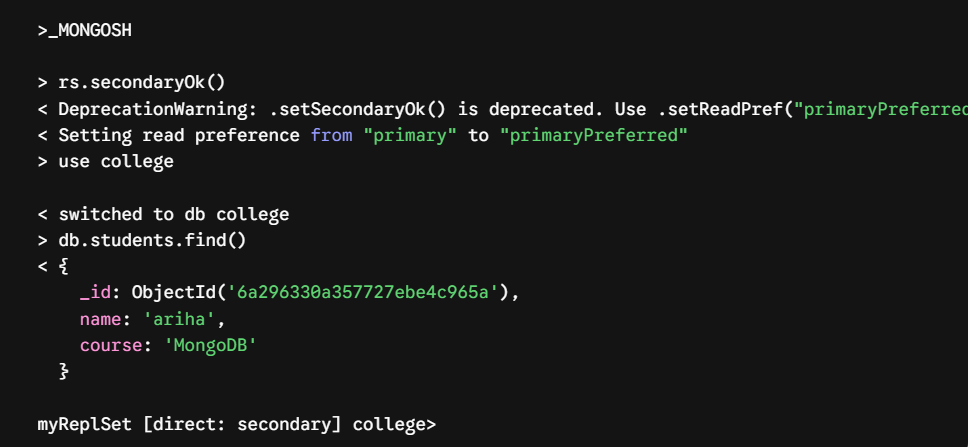 >_MONGOSH
> rs.secondaryOk()
< DeprecationWarning: .setSecondaryOk() is deprecated. Use .setReadPref("primaryPreferred
< Setting read preference from "primary" to "primaryPreferred"
> use college
< switched to db college
> db.students.find()
< {
_id: ObjectId('6a296330a357727ebe4c965a'),
name: 'ariha',
course: 'MongoDB'
}
myReplSet [direct: secondary] college>